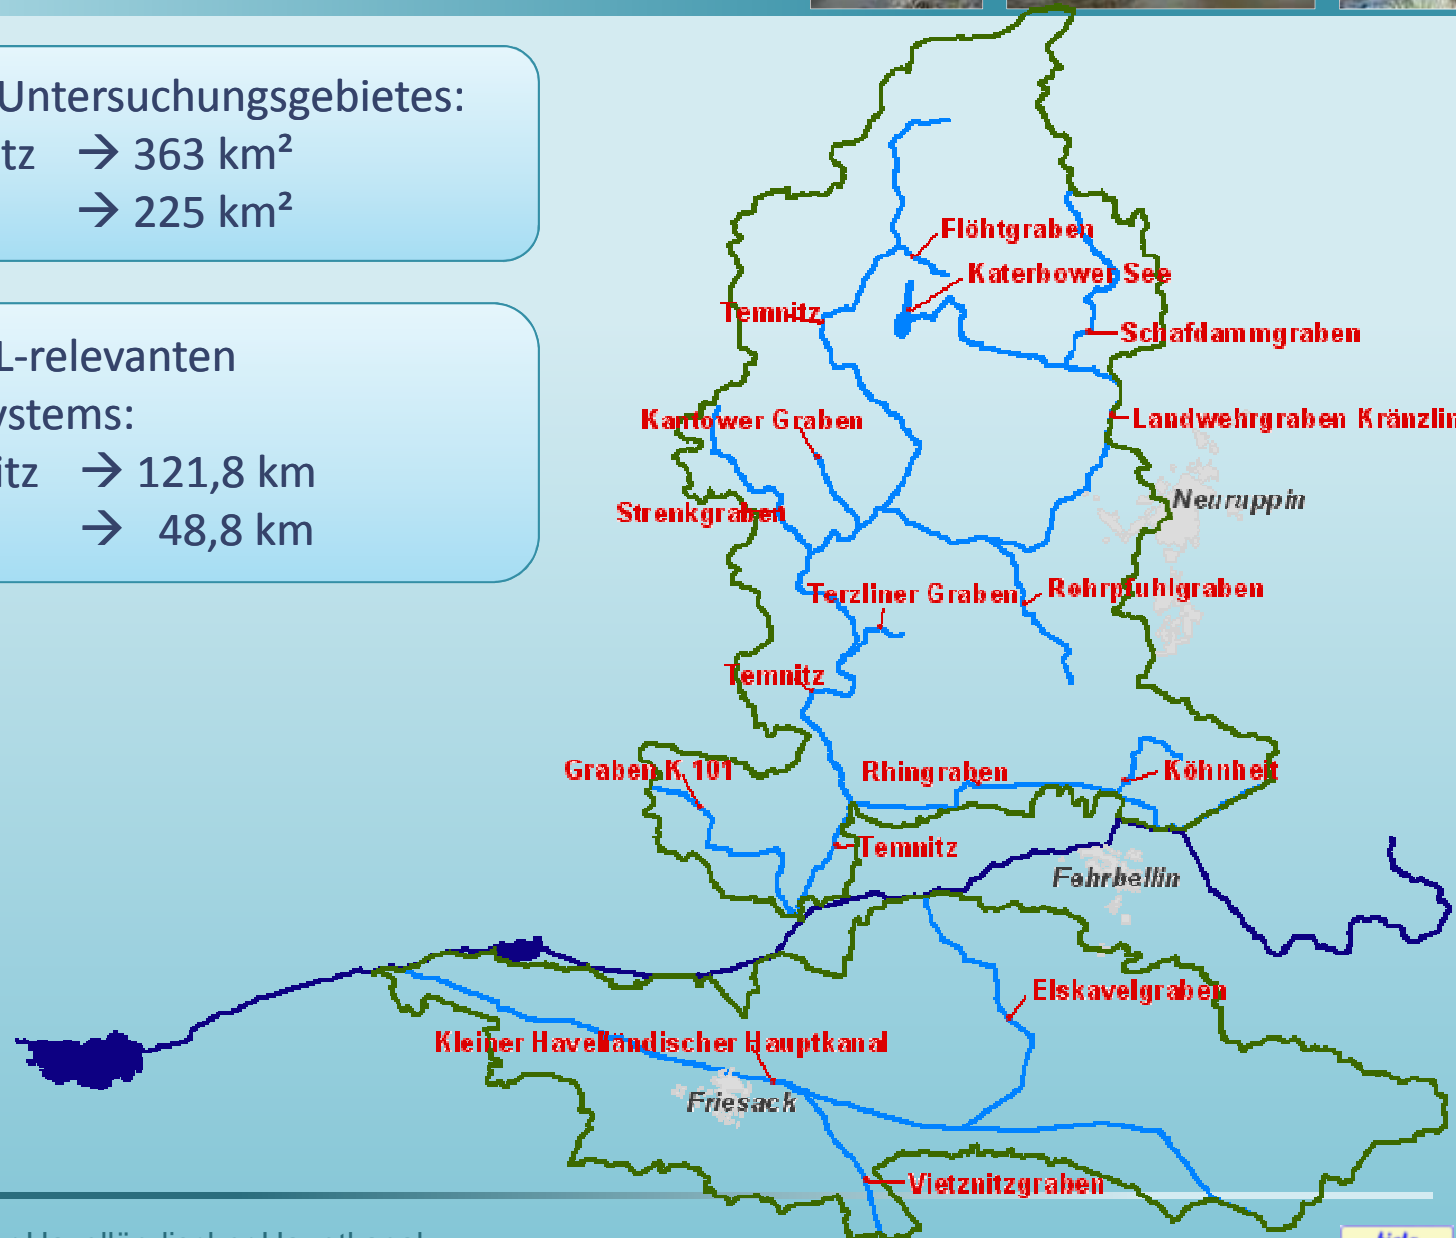 Untersuchungsgebietes:
tz → 363 km²
→ 225 km²
L-relevanten
ystems:
itz → 121,8 km
→ 48,8 km
Flöhtgraben
Katerbower See
Temnitz
Schafdammgraben
Kantower Graben
Landwehrgraben Kränzlin
Neuruppin
Strenkgraben
Terzliner Graben
Rohrpfuhlgraben
Temnitz
Graben K 101
Rhingraben
Köhnheit
Temnitz
Fehrbellin
Elskavelgraben
Kleiner Havelländischer Hauptkanal
Friesack
Vietznitzgraben